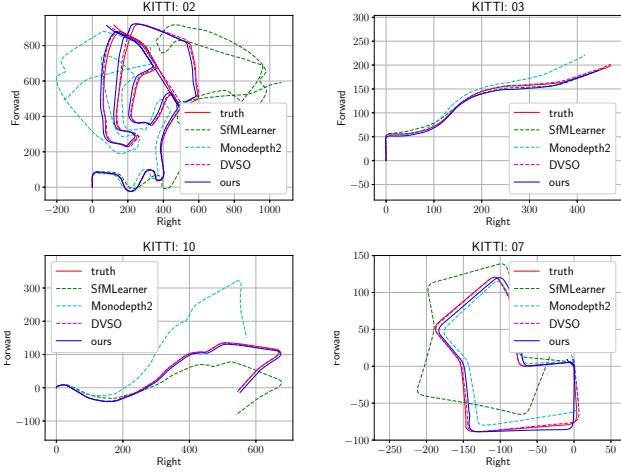 KITTI: 02
Forward
800
600
400
200
0
−200 0 200 400 600 800 1000
Right
truth
SfMLearner
Monodepth2
DVSO
ours
KITTI: 03
Forward
300
250
200
150
100
50
0
−50
0 100 200 300 400
Right
truth
SfMLearner
Monodepth2
DVSO
ours
KITTI: 10
Forward
300
200
100
0
−100
0 200 400 600
Right
truth
SfMLearner
Monodepth2
DVSO
ours
KITTI: 07
Forward
150
100
50
0
−50
−100
−250 −200 −150 −100 −50 0 50
Right
truth
SfMLearner
Monodepth2
DVSO
ours